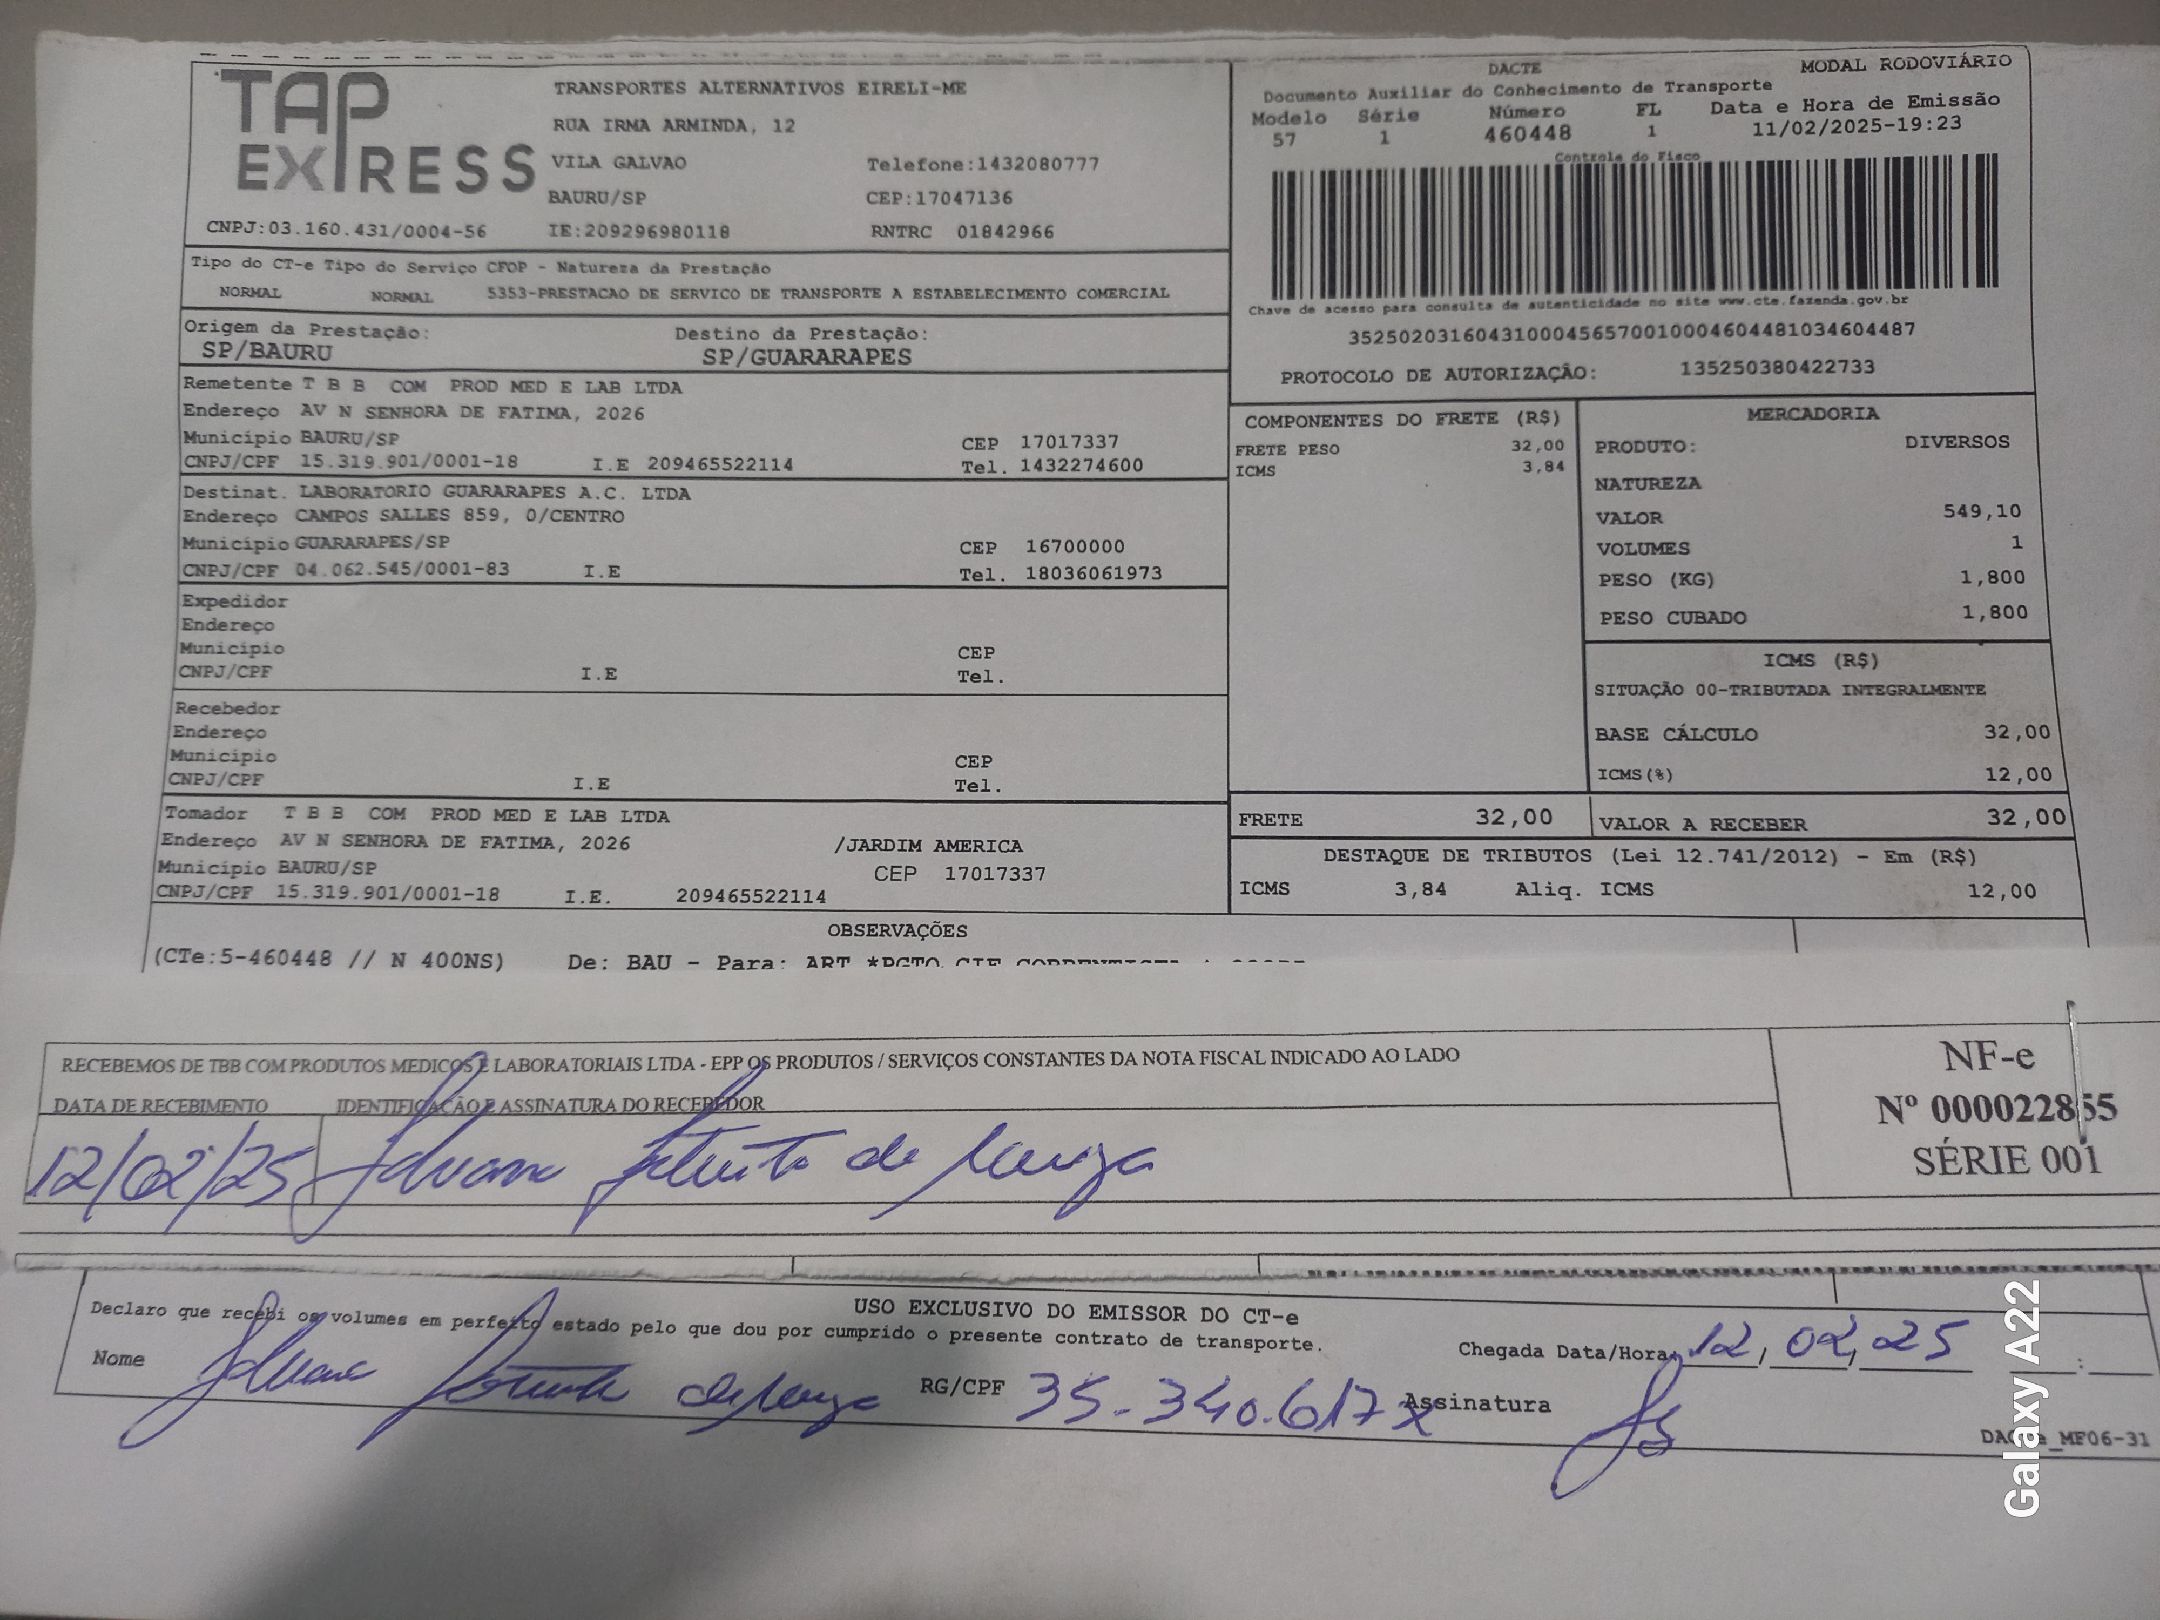 TAP EXPRESS
TRANSPORTES ALTERNATIVOS EIRELI-ME
RUA IRMA ARMINDA, 12
VILA GALVAO Telefone:1432080777
BAURU/SP CEP:17047136
CNPJ:03.160.431/0004-56 IE:209296980118 RNTRC 01842966
DACTE MODAL RODOVIÁRIO
Documento Auxiliar do Conhecimento de Transporte
Modelo Série Número FL Data e Hora de Emissão
57 1 460448 1 11/02/2025-19:23
Controle do Fisco
Chave de acesso para consulta de autenticidade no site www.cte.fazenda.gov.br
35250203160431000456570010004604481034604487
PROTOCOLO DE AUTORIZAÇÃO: 135250380422733
Tipo do CT-e Tipo do Serviço CFOP - Natureza da Prestação
NORMAL NORMAL 5353-PRESTACAO DE SERVICO DE TRANSPORTE A ESTABELECIMENTO COMERCIAL
Origem da Prestação: Destino da Prestação:
SP/BAURU SP/GUARARAPES
Remetente T B B COM PROD MED E LAB LTDA
Endereço AV N SENHORA DE FATIMA, 2026
Município BAURU/SP CEP 17017337
CNPJ/CPF 15.319.901/0001-18 I.E 209465522114 Tel. 1432274600
Destinat. LABORATORIO GUARARAPES A.C. LTDA
Endereço CAMPOS SALLES 859, 0/CENTRO
Município GUARARAPES/SP CEP 16700000
CNPJ/CPF 04.062.545/0001-83 I.E Tel. 18036061973
Expedidor
Endereço
Município CEP
CNPJ/CPF I.E Tel.
Recebedor
Endereço
Município CEP
CNPJ/CPF I.E Tel.
Tomador T B B COM PROD MED E LAB LTDA
Endereço AV N SENHORA DE FATIMA, 2026 /JARDIM AMERICA
Município BAURU/SP CEP 17017337
CNPJ/CPF 15.319.901/0001-18 I.E. 209465522114
COMPONENTES DO FRETE (R$)
FRETE PESO 32,00
ICMS 3,84
MERCADORIA
PRODUTO: DIVERSOS
NATUREZA
VALOR 549,10
VOLUMES 1
PESO (KG) 1,800
PESO CUBADO 1,800
ICMS (R$)
SITUAÇÃO 00-TRIBUTADA INTEGRALMENTE
BASE CÁLCULO 32,00
ICMS(%) 12,00
FRETE 32,00 VALOR A RECEBER 32,00
DESTAQUE DE TRIBUTOS (Lei 12.741/2012) - Em (R$)
ICMS 3,84 Aliq. ICMS 12,00
OBSERVAÇÕES
(CTe:5-460448 // N 400NS) De: BAU - Para: ART *PGTO CIF
RECEBEMOS DE TBB COM PRODUTOS MEDICOS E LABORATORIAIS LTDA - EPP OS PRODUTOS / SERVIÇOS CONSTANTES DA NOTA FISCAL INDICADO AO LADO
DATA DE RECEBIMENTO IDENTIFICAÇÃO E ASSINATURA DO RECEBEDOR
12/02/25 de Souza
NF-e
Nº 000022855
SÉRIE 001
USO EXCLUSIVO DO EMISSOR DO CT-e
Declaro que recebi os volumes em perfeito estado pelo que dou por cumprido o presente contrato de transporte.
Nome de Souza RG/CPF 35.340.617x Assinatura
Chegada Data/Hora: 12/02/25 :
DACTe_MF06-31
Galaxy A22